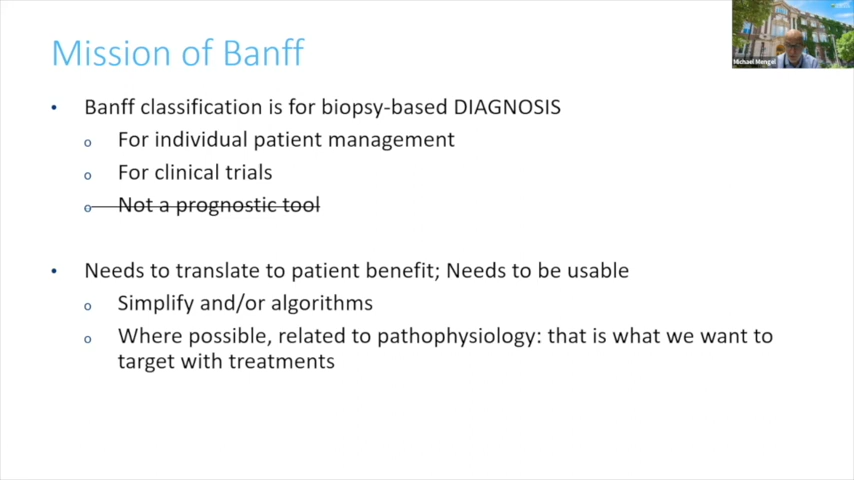 Mission of Banff
Michael Mengel
• Banff classification is for biopsy-based DIAGNOSIS
o For individual patient management
o For clinical trials
o Not a prognostic tool
• Needs to translate to patient benefit; Needs to be usable
o Simplify and/or algorithms
o Where possible, related to pathophysiology: that is what we want to
target with treatments